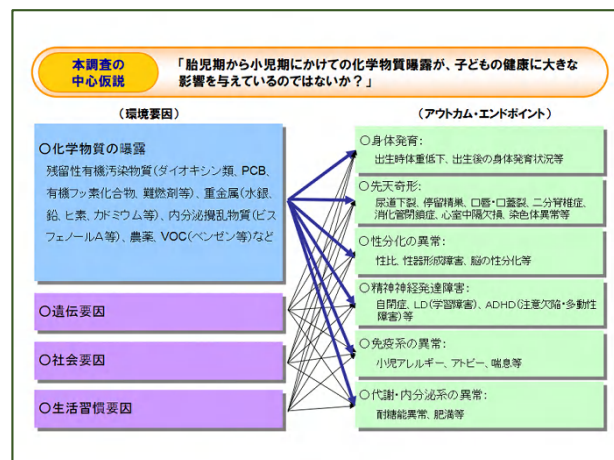 本調査の
中心仮説
「胎児期から小児期にかけての化学物質曝露が、子どもの健康に大きな
影響を与えているのではないか?」
(環境要因)
○化学物質の曝露
残留性有機汚染物質(ダイオキシン類、PCB、
有機フッ素化合物、難燃剤等)、重金属(水銀、
鉛、ヒ素、カドミウム等)、内分泌攪乱物質(ビス
フェノールA等)、農薬、VOC(ベンゼン等)など
○遺伝要因
○社会要因
○生活習慣要因
(アウトカム・エンドポイント)
○身体発育:
出生時体重低下、出生後の身体発育状況等
○先天奇形:
尿道下裂、停留精巣、口唇・口蓋裂、二分脊椎症、
消化管閉鎖症、心室中隔欠損、染色体異常等
○性分化の異常:
性比、性器形成障害、脳の性分化等
○精神神経発達障害:
自閉症、LD(学習障害)、ADHD(注意欠陥・多動性
障害)等
○免疫系の異常:
小児アレルギー、アトピー、喘息等
○代謝・内分泌系の異常:
耐糖能異常、肥満等